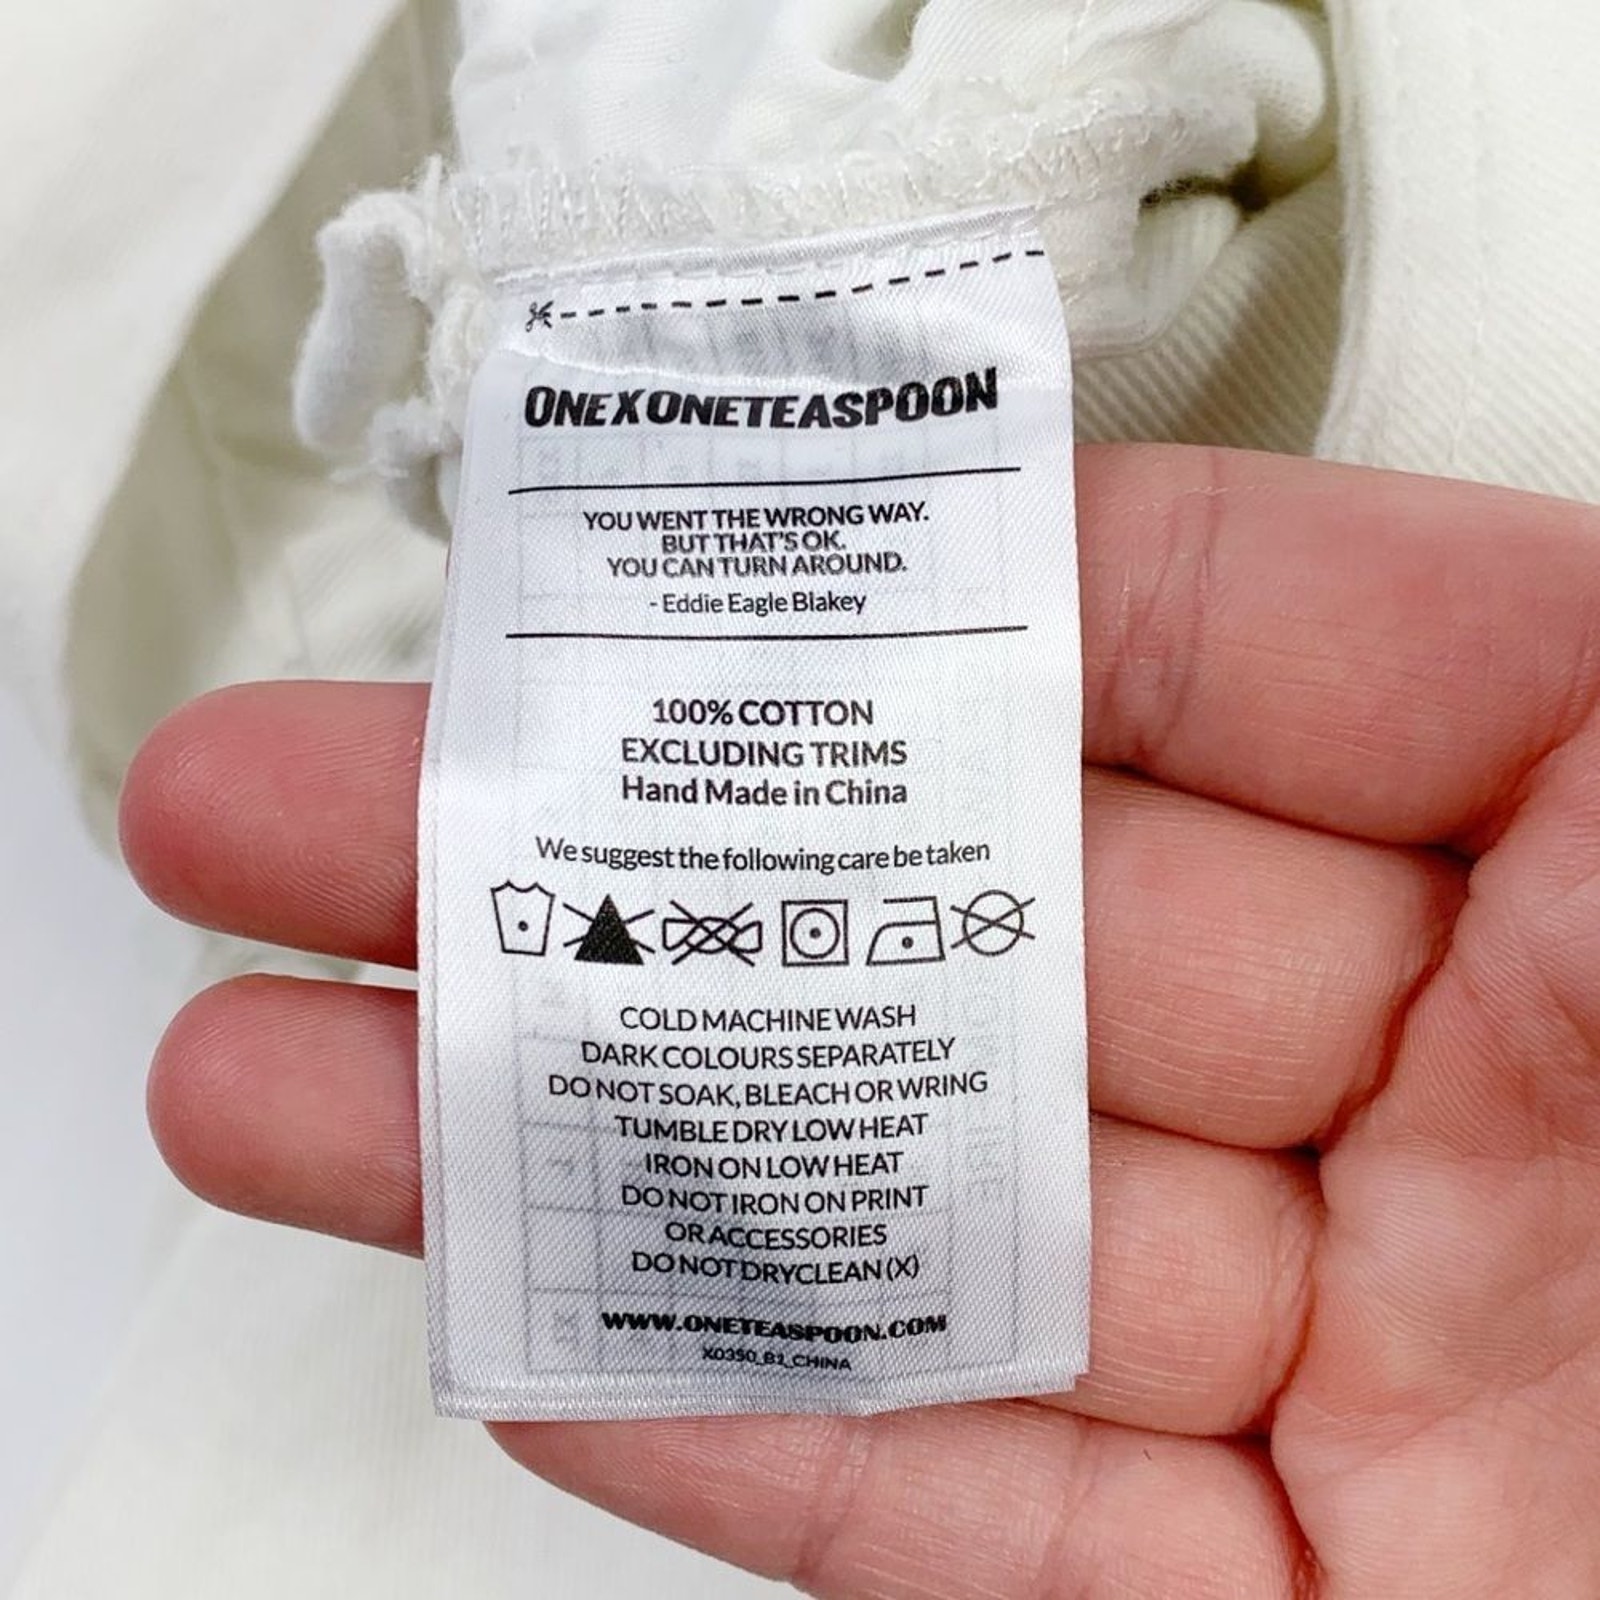 ONEXONETEASPOON
YOU WENT THE WRONG WAY.
BUT THAT'S OK.
YOU CAN TURN AROUND.
- Eddie Eagle Blakey
100% COTTON
EXCLUDING TRIMS
Hand Made in China
We suggest the following care be taken
COLD MACHINE WASH
DARK COLOURS SEPARATELY
DO NOT SOAK, BLEACH OR WRING
TUMBLE DRY LOW HEAT
IRON ON LOW HEAT
DO NOT IRON ON PRINT
OR ACCESSORIES
DO NOT DRYCLEAN (X)
WWW.ONETEASPOON.COM
X0350_B1_CHINA